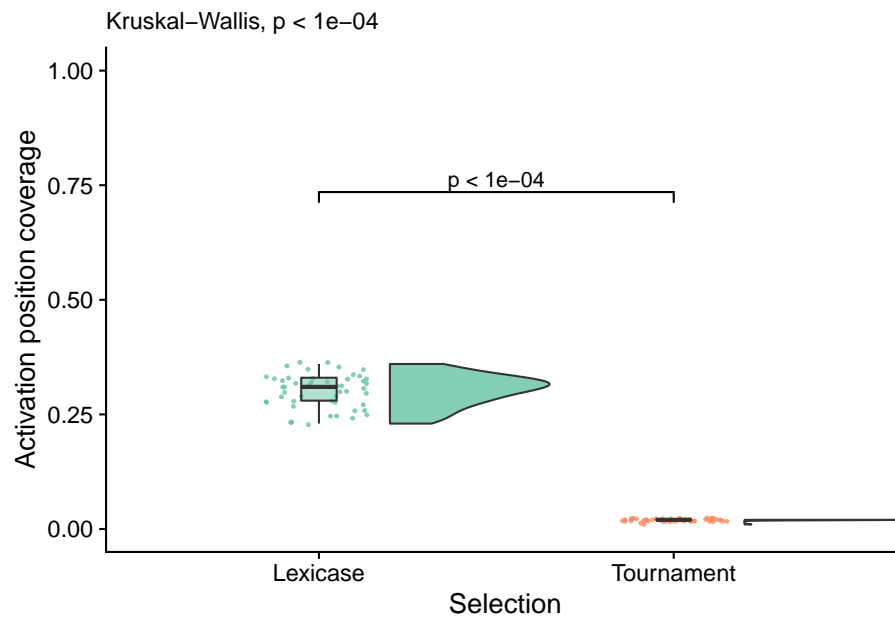 Kruskal−Wallis, p < 1e−04
1.00
p < 1e−04
0.75
0.50
0.25
0.00
Activation position coverage
Lexicase
Tournament
Selection